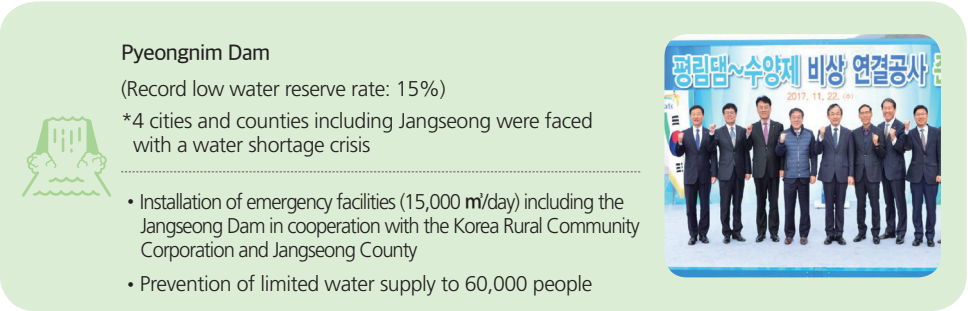 Pyeongnim Dam
(Record low water reserve rate: 15%)
*4 cities and counties including Jangseong were faced
with a water shortage crisis
• Installation of emergency facilities (15,000 ㎥/day) including the
Jangseong Dam in cooperation with the Korea Rural Community
Corporation and Jangseong County
• Prevention of limited water supply to 60,000 people
평림댐~수양제 비상 연결공사
2017. 11. 22.